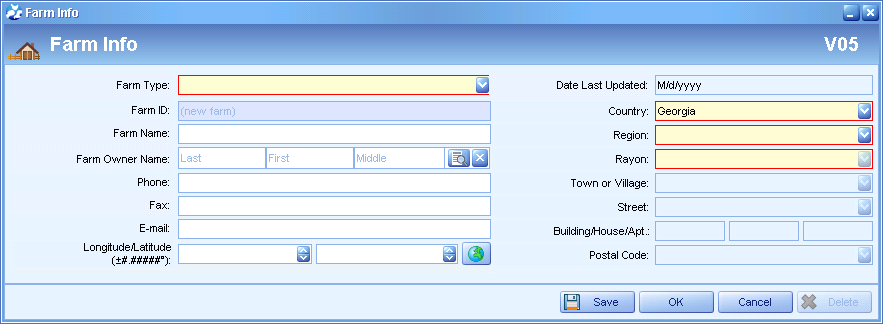 Farm Info
Farm Info V05
Farm Type:
Farm ID: (new farm)
Farm Name:
Farm Owner Name: Last First Middle
Phone:
Fax:
E-mail:
Longitude/Latitude
(±#.#####°):
Date Last Updated: M/d/yyyy
Country: Georgia
Region:
Rayon:
Town or Village:
Street:
Building/House/Apt.:
Postal Code:
Save OK Cancel Delete